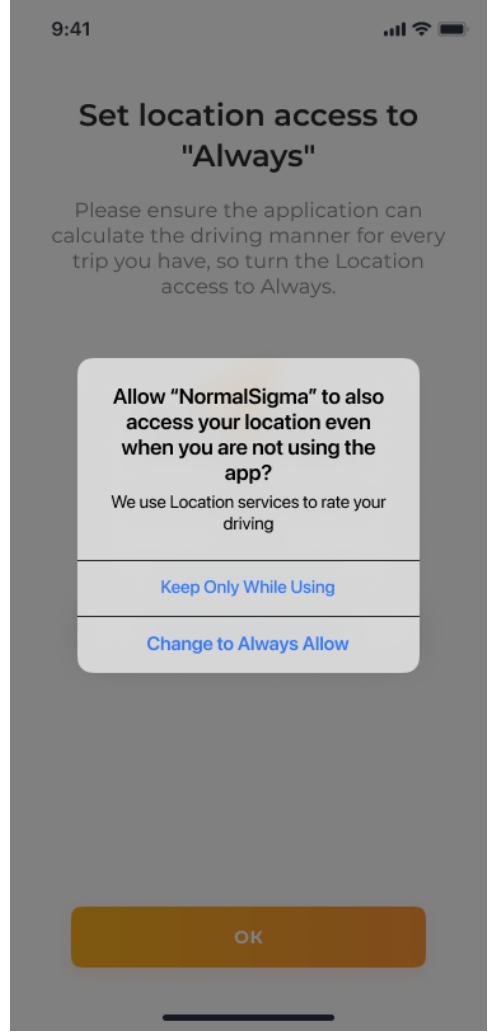 9:41
Set location access to
"Always"
Please ensure the application can
calculate the driving manner for every
trip you have, so turn the Location
access to Always.
Allow “NormalSigma” to also
access your location even
when you are not using the
app?
We use Location services to rate your
driving
Keep Only While Using
Change to Always Allow
OK